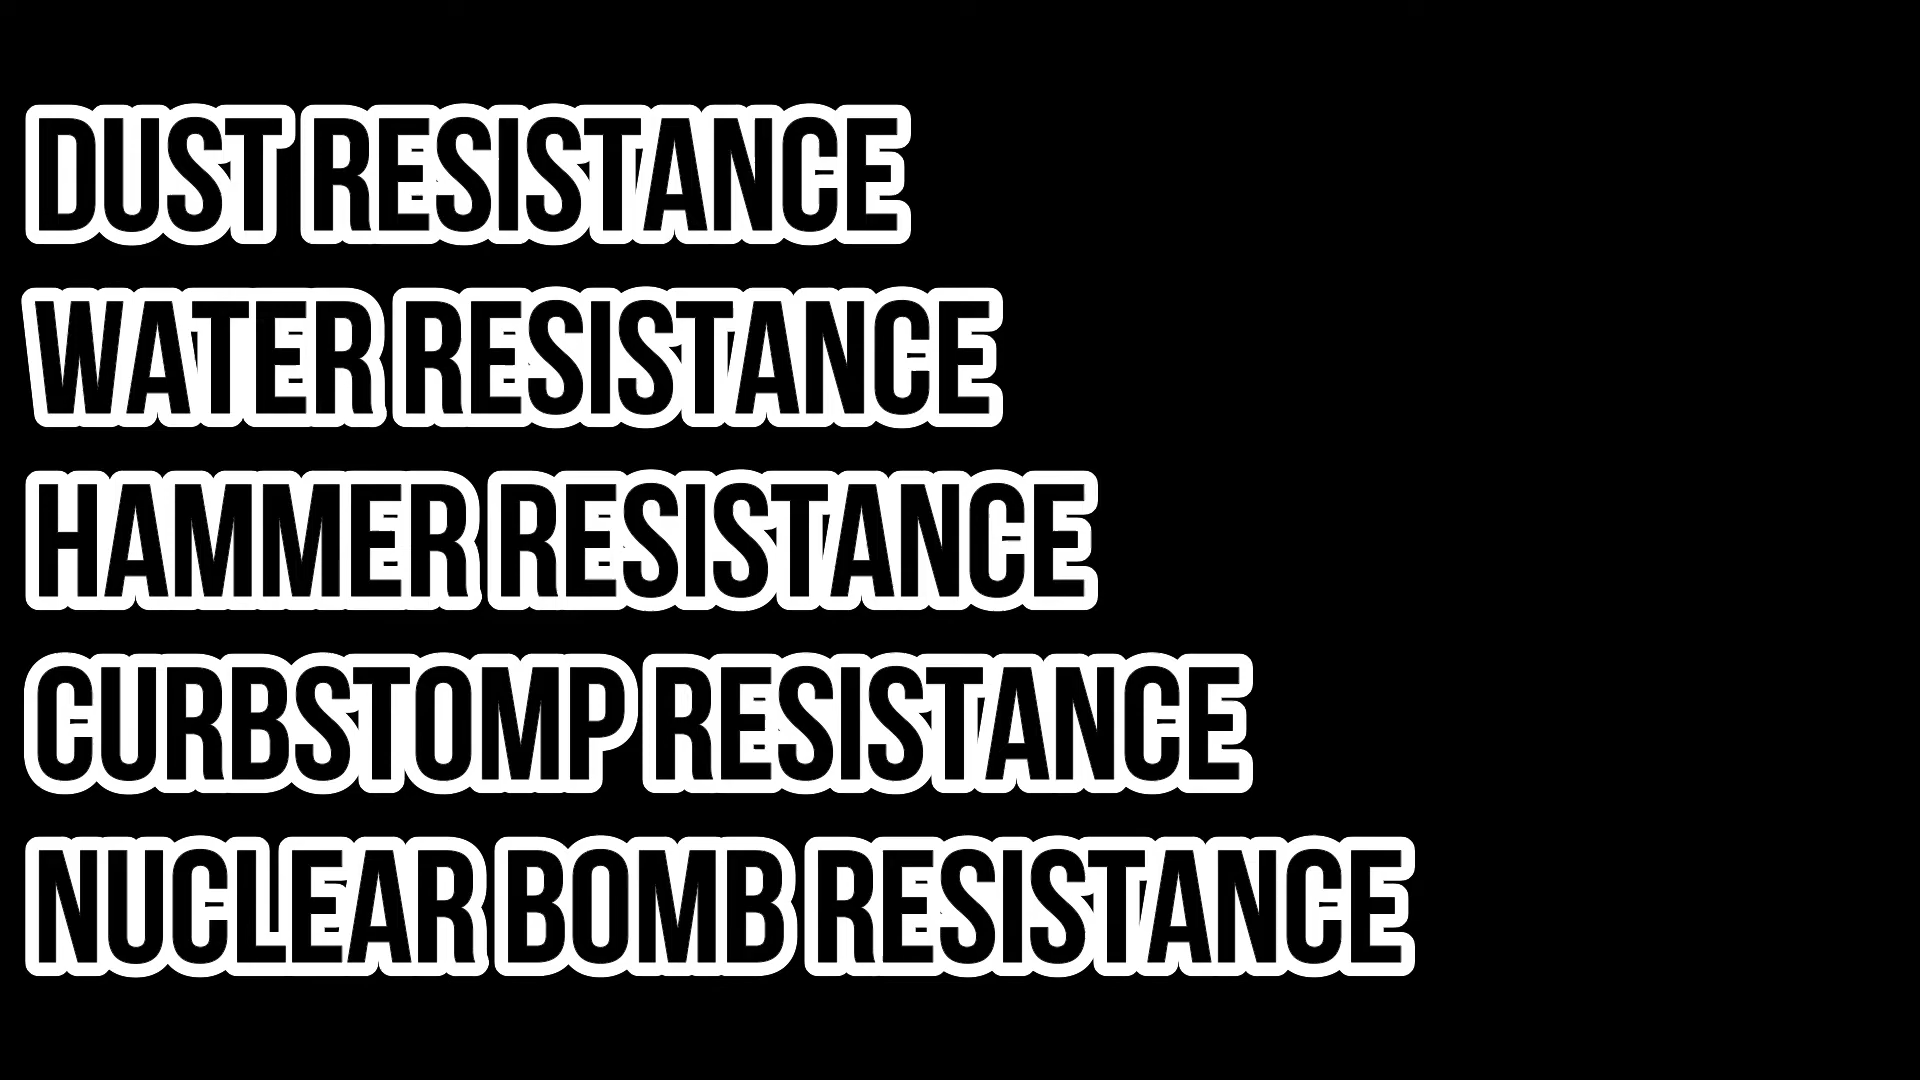 DUST RESISTANCE
WATER RESISTANCE
HAMMER RESISTANCE
CURBSTOMP RESISTANCE
NUCLEAR BOMB RESISTANCE